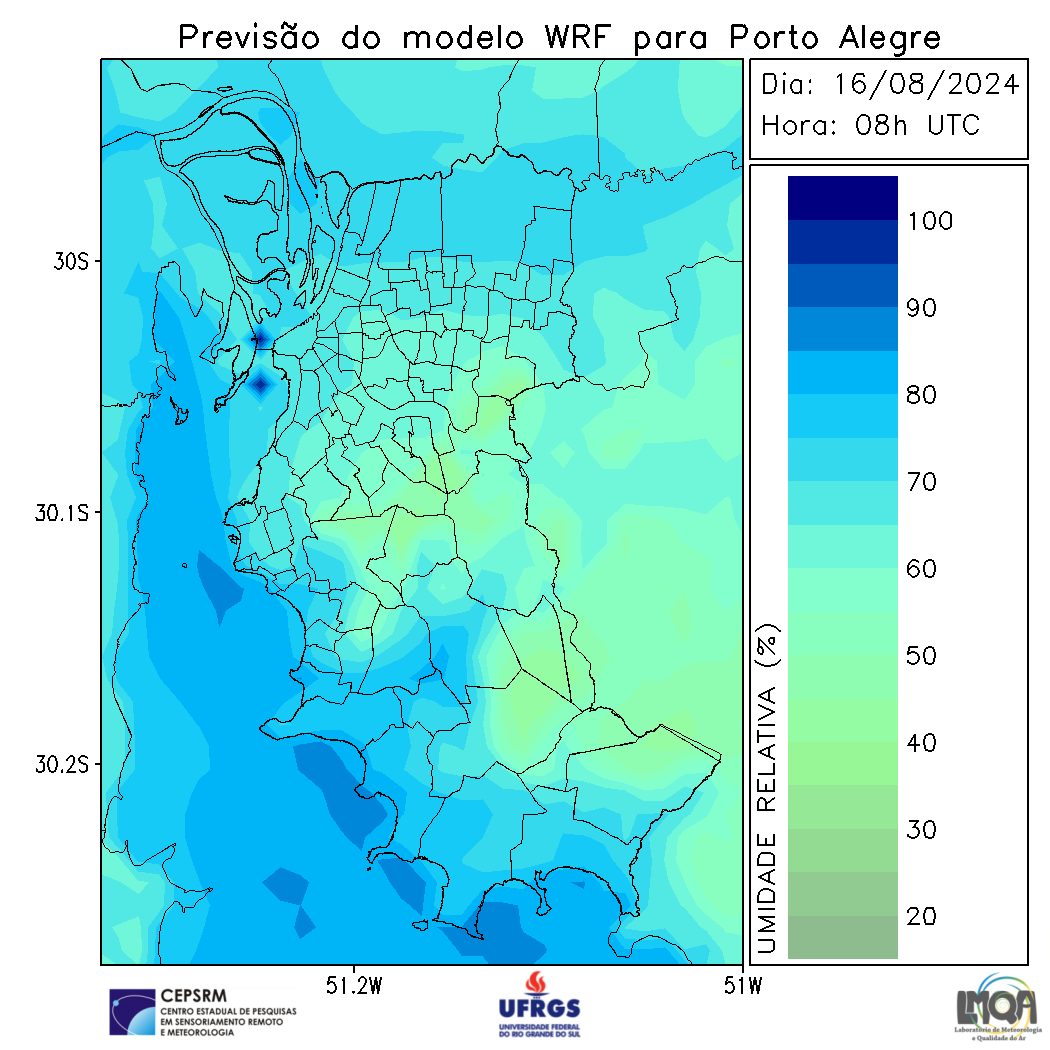 Previsão do modelo WRF para Porto Alegre
Dia: 16/08/2024
Hora: 08h UTC
30S
30.1S
30.2S
51.2W
51W
UMIDADE RELATIVA (%)
100
90
80
70
60
50
40
30
20
CEPSRM
CENTRO ESTADUAL DE PESQUISAS
EM SENSORIAMENTO REMOTO
E METEOROLOGIA
UFRGS
UNIVERSIDADE FEDERAL
DO RIO GRANDE DO SUL
LMQA
Laboratório de Meteorologia
e Qualidade do Ar